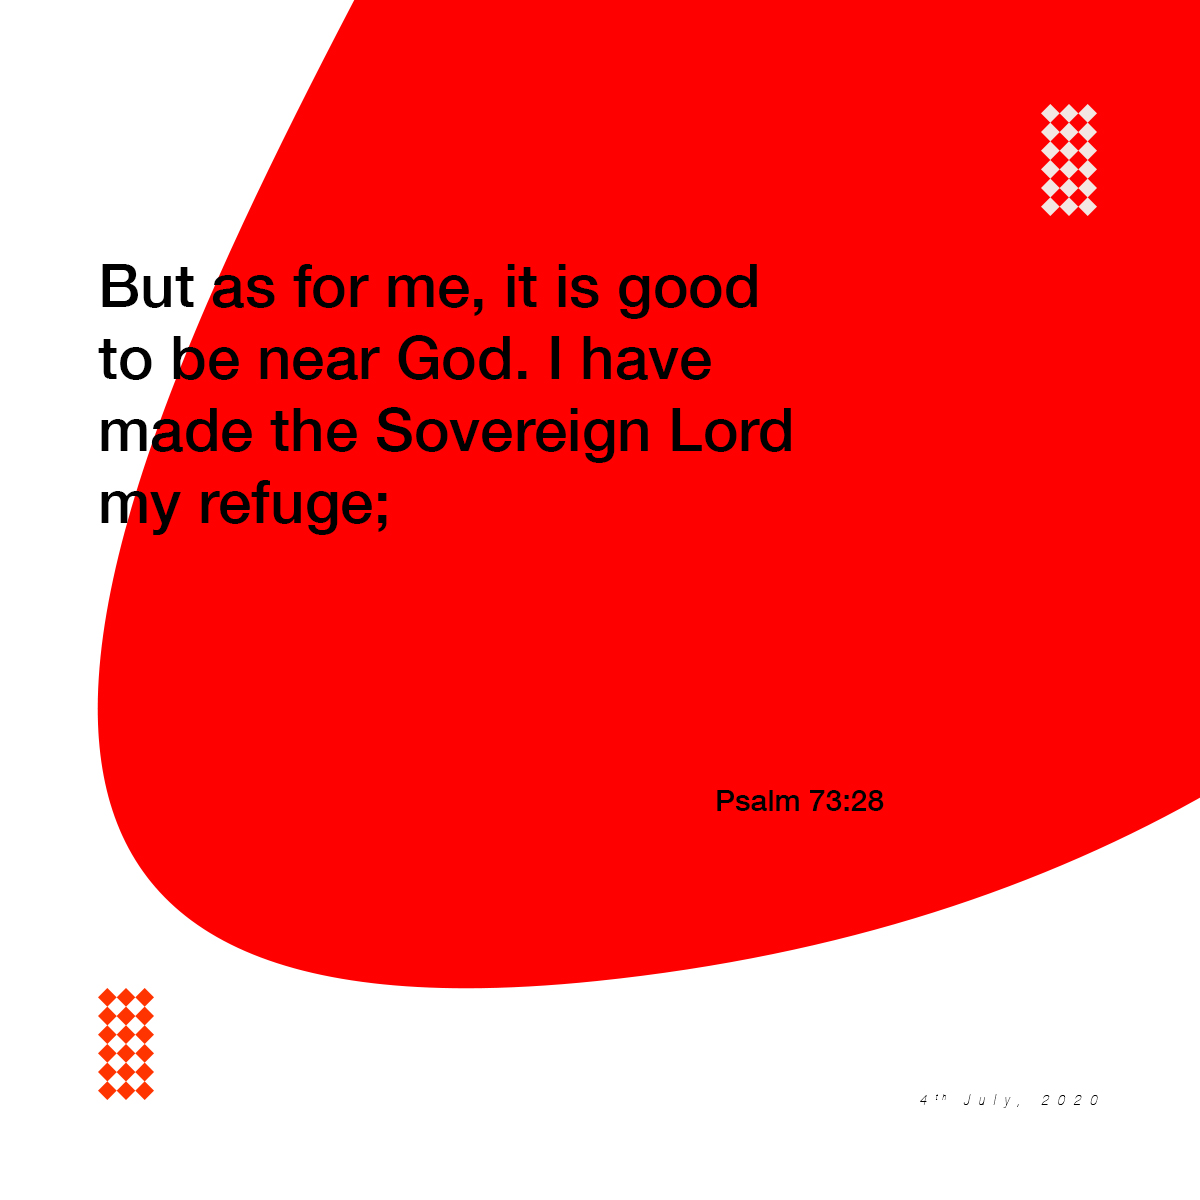 But as for me, it is good
to be near God. I have
made the Sovereign Lord
my refuge;
Psalm 73:28
4th July, 2020